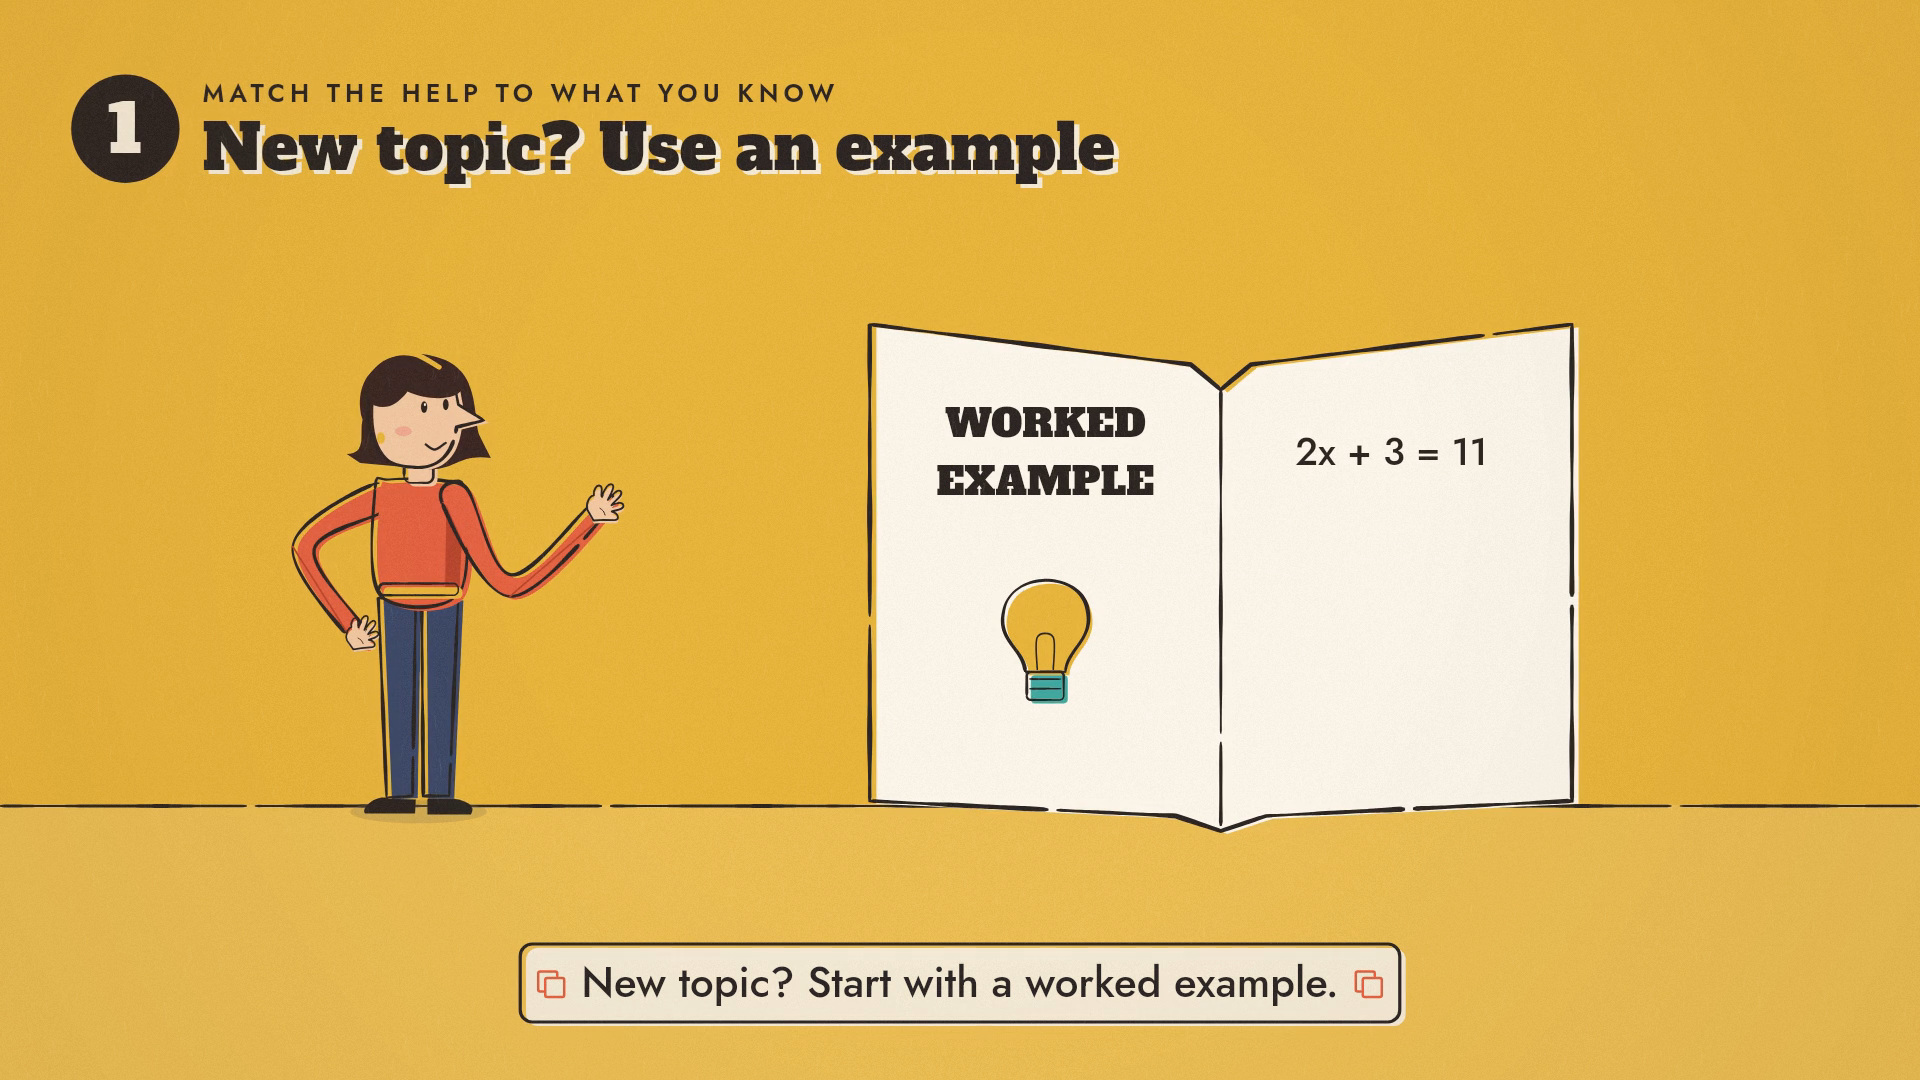 1
MATCH THE HELP TO WHAT YOU KNOW
New topic? Use an example
WORKED
EXAMPLE
2x + 3 = 11
New topic? Start with a worked example.